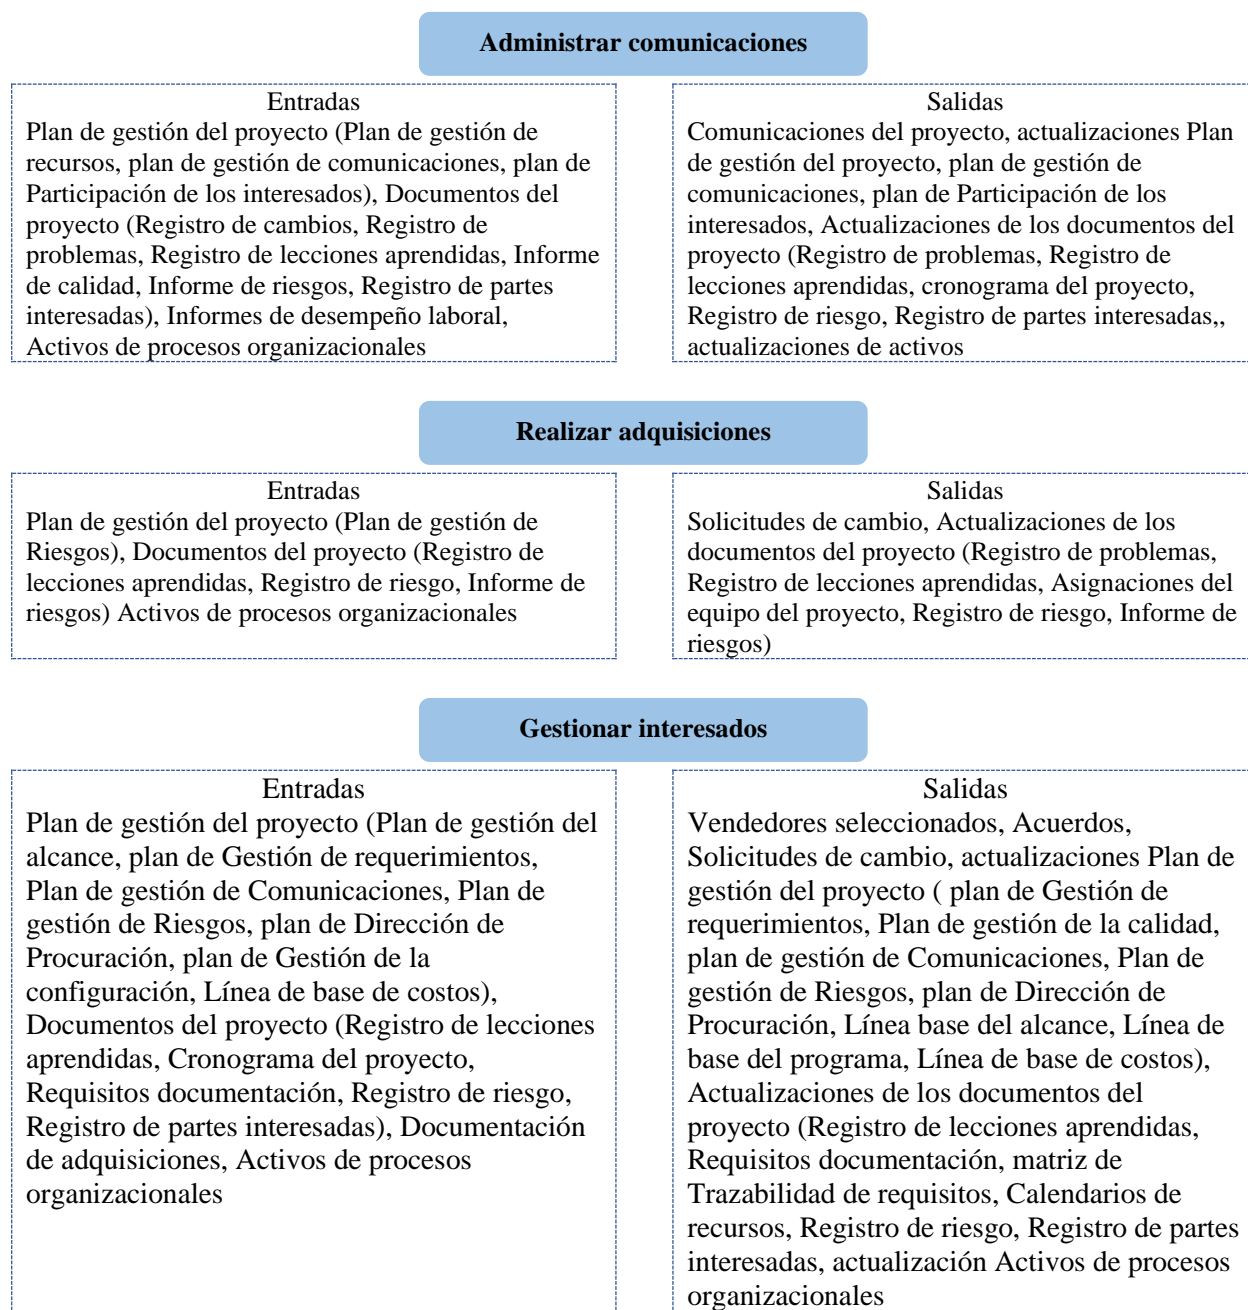 Administrar comunicaciones
Entradas
Plan de gestión del proyecto (Plan de gestión de
recursos, plan de gestión de comunicaciones, plan de
Participación de los interesados), Documentos del
proyecto (Registro de cambios, Registro de
problemas, Registro de lecciones aprendidas, Informe
de calidad, Informe de riesgos, Registro de partes
interesadas), Informes de desempeño laboral,
Activos de procesos organizacionales
Salidas
Comunicaciones del proyecto, actualizaciones Plan
de gestión del proyecto, plan de gestión de
comunicaciones, plan de Participación de los
interesados, Actualizaciones de los documentos del
proyecto (Registro de problemas, Registro de
lecciones aprendidas, cronograma del proyecto,
Registro de riesgo, Registro de partes interesadas,,
actualizaciones de activos
Realizar adquisiciones
Entradas
Plan de gestión del proyecto (Plan de gestión de
Riesgos), Documentos del proyecto (Registro de
lecciones aprendidas, Registro de riesgo, Informe de
riesgos) Activos de procesos organizacionales
Salidas
Solicitudes de cambio, Actualizaciones de los
documentos del proyecto (Registro de problemas,
Registro de lecciones aprendidas, Asignaciones del
equipo del proyecto, Registro de riesgo, Informe de
riesgos)
Gestionar interesados
Entradas
Plan de gestión del proyecto (Plan de gestión del
alcance, plan de Gestión de requerimientos,
Plan de gestión de Comunicaciones, Plan de
gestión de Riesgos, plan de Dirección de
Procuración, plan de Gestión de la
configuración, Línea de base de costos),
Documentos del proyecto (Registro de lecciones
aprendidas, Cronograma del proyecto,
Requisitos documentación, Registro de riesgo,
Registro de partes interesadas), Documentación
de adquisiciones, Activos de procesos
organizacionales
Salidas
Vendedores seleccionados, Acuerdos,
Solicitudes de cambio, actualizaciones Plan de
gestión del proyecto ( plan de Gestión de
requerimientos, Plan de gestión de la calidad,
plan de gestión de Comunicaciones, Plan de
gestión de Riesgos, plan de Dirección de
Procuración, Línea base del alcance, Línea de
base del programa, Línea de base de costos),
Actualizaciones de los documentos del
proyecto (Registro de lecciones aprendidas,
Requisitos documentación, matriz de
Trazabilidad de requisitos, Calendarios de
recursos, Registro de riesgo, Registro de partes
interesadas, actualización Activos de procesos
organizacionales